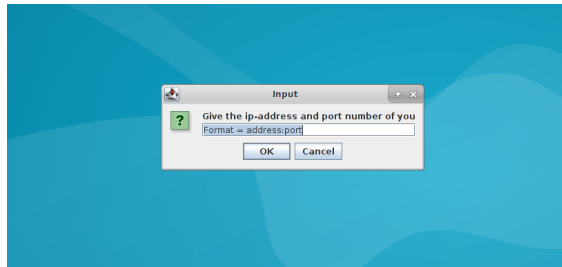 Input
Give the ip-address and port number of you
?
Format = address:port
OK Cancel